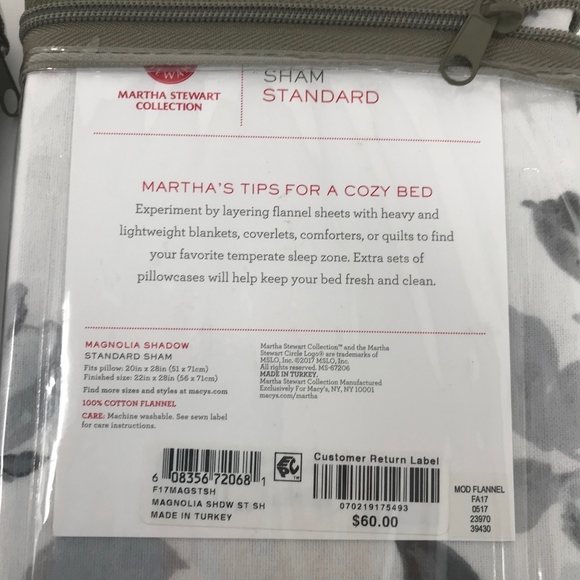 MARTHA STEWART
COLLECTION
SHAM
STANDARD
MARTHA'S TIPS FOR A COZY BED
Experiment by layering flannel sheets with heavy and
lightweight blankets, coverlets, comforters, or quilts to find
your favorite temperate sleep zone. Extra sets of
pillowcases will help keep your bed fresh and clean.
MAGNOLIA SHADOW
STANDARD SHAM
Fits pillow: 20in x 28in (51 x 71cm)
Finished size: 22in x 28in (56 x 71cm)
Find more sizes and styles at macys.com
100% COTTON FLANNEL
CARE: Machine washable. See sewn label
for care instructions.
Martha Stewart Collection™ and the Martha
Stewart Circle Logo® are trademarks of
MSLO, Inc. ©2017 MSLO, Inc.
All rights reserved. MS-67206
MADE IN TURKEY.
Martha Stewart Collection Manufactured
Exclusively For Macy's, NY, NY 10001
macys.com/martha
6 08356 72068 1
F17MAGSTSH
MAGNOLIA SHDW ST SH
MADE IN TURKEY
EPC™
Customer Return Label
070219175493
$60.00
MOD FLANNEL
FA17
0517
23970
39430